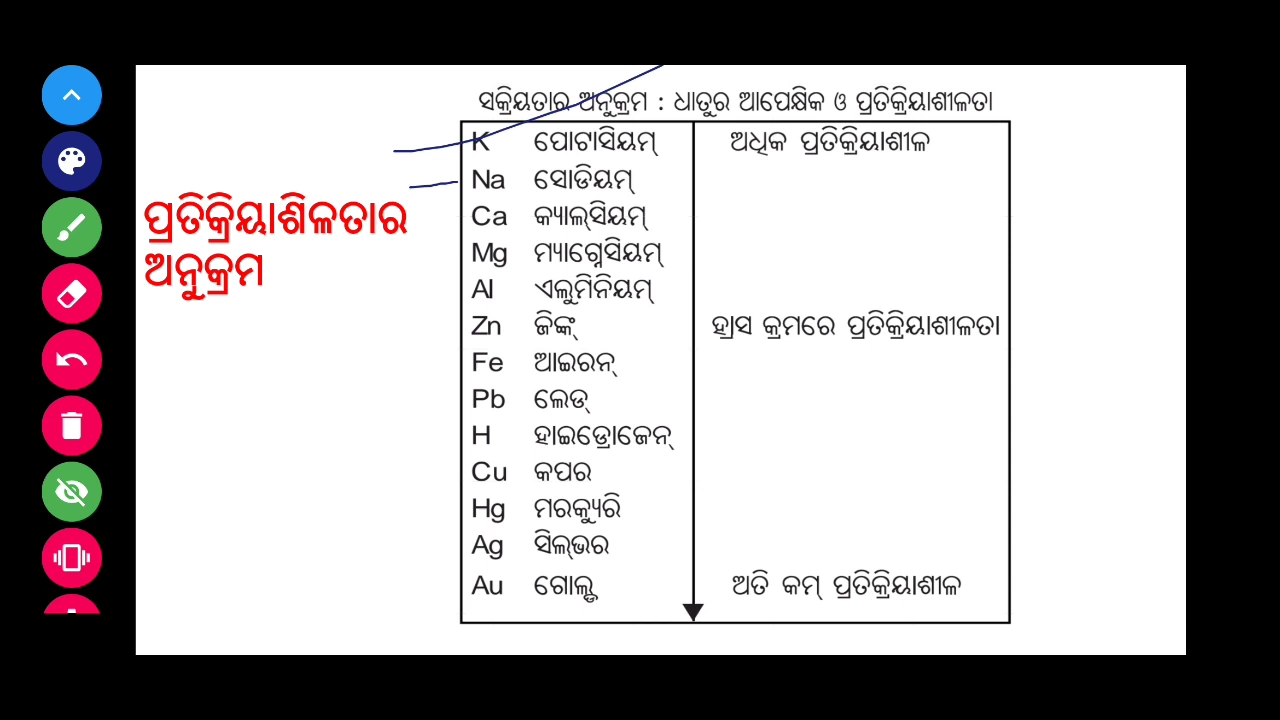 ସକ୍ରିୟତାର ଅନୁକ୍ରମ : ଧାତୁର ଆପେକ୍ଷିକ ଓ ପ୍ରତିକ୍ରିୟାଶୀଳତା
K ପୋଟାସିୟମ୍ ଅଧିକ ପ୍ରତିକ୍ରିୟାଶୀଳ
Na ସୋଡିୟମ୍
ପ୍ରତିକ୍ରିୟାଶିଳତାର
ଅନୁକ୍ରମ
Ca କ୍ୟାଲ୍‌ସିୟମ୍
Mg ମ୍ୟାଗ୍ନେସିୟମ୍
Al ଏଲୁମିନିୟମ୍
Zn ଜିଙ୍କ୍ ହ୍ରାସ କ୍ରମରେ ପ୍ରତିକ୍ରିୟାଶୀଳତା
Fe ଆଇରନ୍
Pb ଲେଡ୍
H ହାଇଡ୍ରୋଜେନ୍
Cu କପର
Hg ମରକ୍ୟୁରି
Ag ସିଲ୍‌ଭର
Au ଗୋଲ୍ଡ ଅତି କମ୍ ପ୍ରତିକ୍ରିୟାଶୀଳ